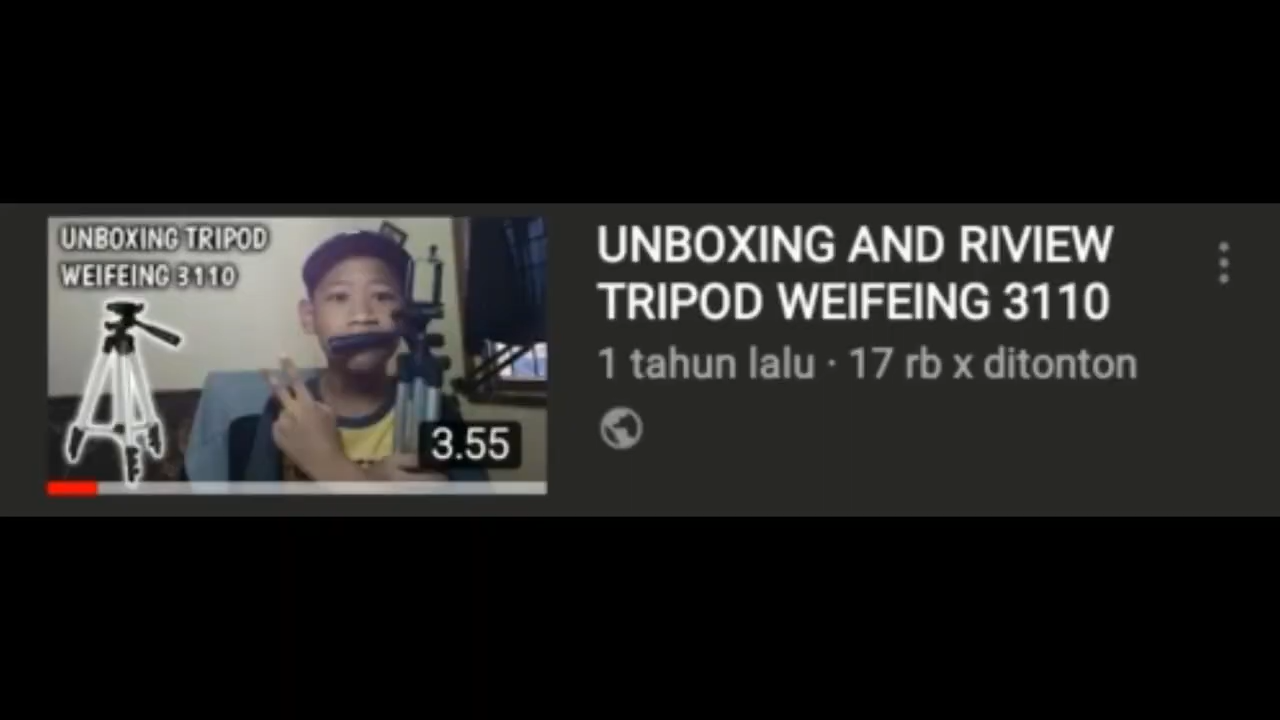 UNBOXING TRIPOD
WEIFEING 3110
3.55
UNBOXING AND RIVIEW
TRIPOD WEIFEING 3110
1 tahun lalu · 17 rb x ditonton